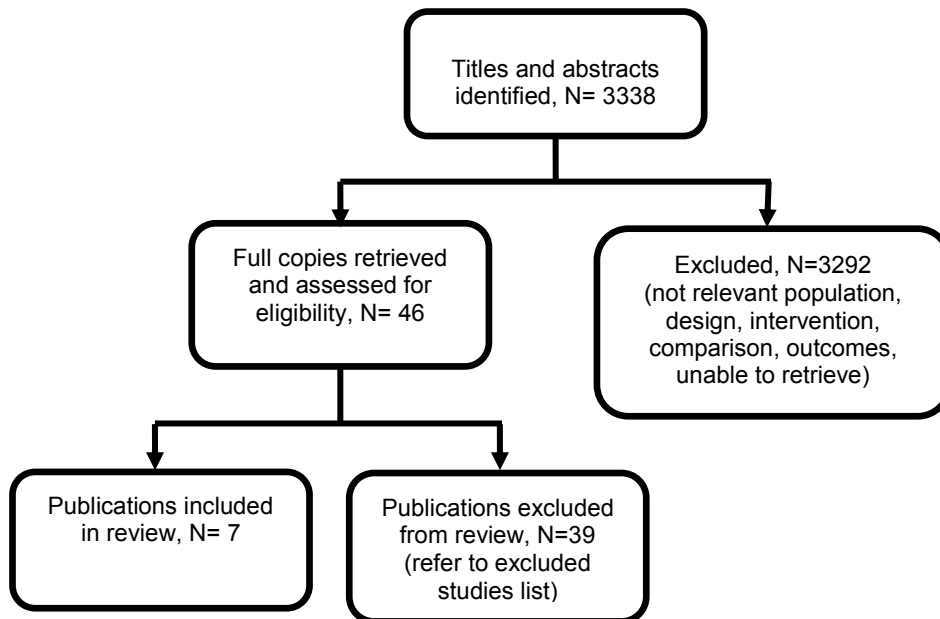 Titles and abstracts
identified, N= 3338
Full copies retrieved
and assessed for
eligibility, N= 46
Excluded, N=3292
(not relevant population,
design, intervention,
comparison, outcomes,
unable to retrieve)
Publications included
in review, N= 7
Publications excluded
from review, N=39
(refer to excluded
studies list)